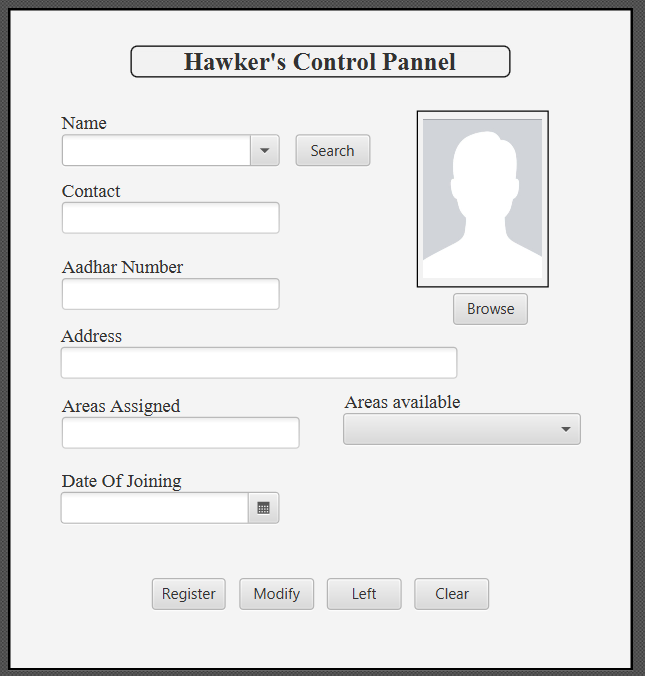 Hawker's Control Pannel
Name
Search
Contact
Aadhar Number
Browse
Address
Areas Assigned
Areas available
Date Of Joining
Register Modify Left Clear